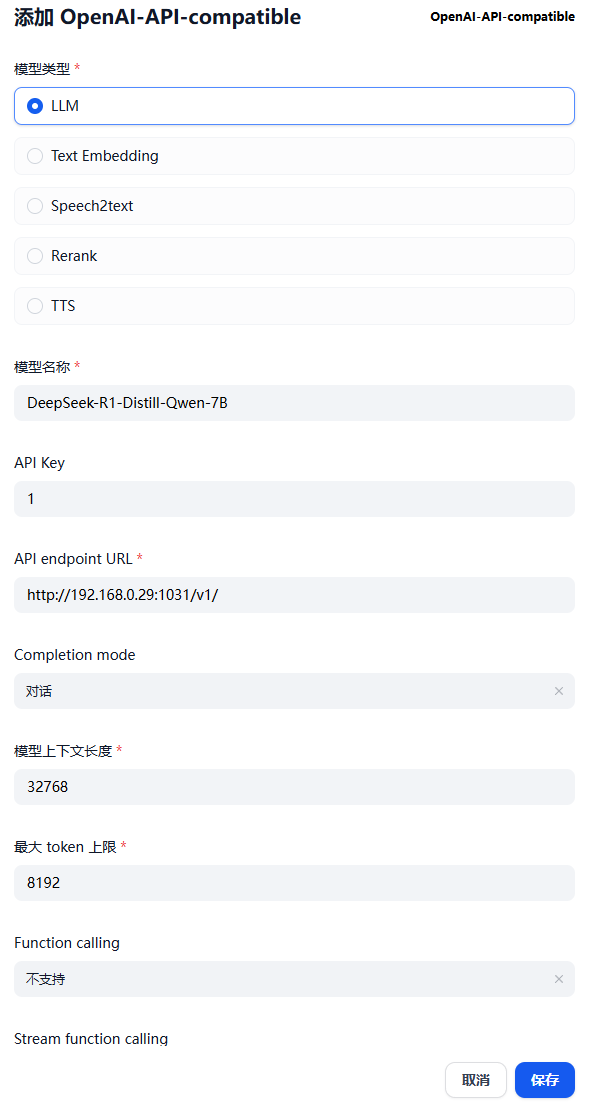 添加 OpenAI-API-compatible
OpenAI-API-compatible
模型类型 *
LLM
Text Embedding
Speech2text
Rerank
TTS
模型名称 *
DeepSeek-R1-Distill-Qwen-7B
API Key
1
API endpoint URL *
http://192.168.0.29:1031/v1/
Completion mode
对话
模型上下文长度 *
32768
最大 token 上限 *
8192
Function calling
不支持
Stream function calling
取消
保存